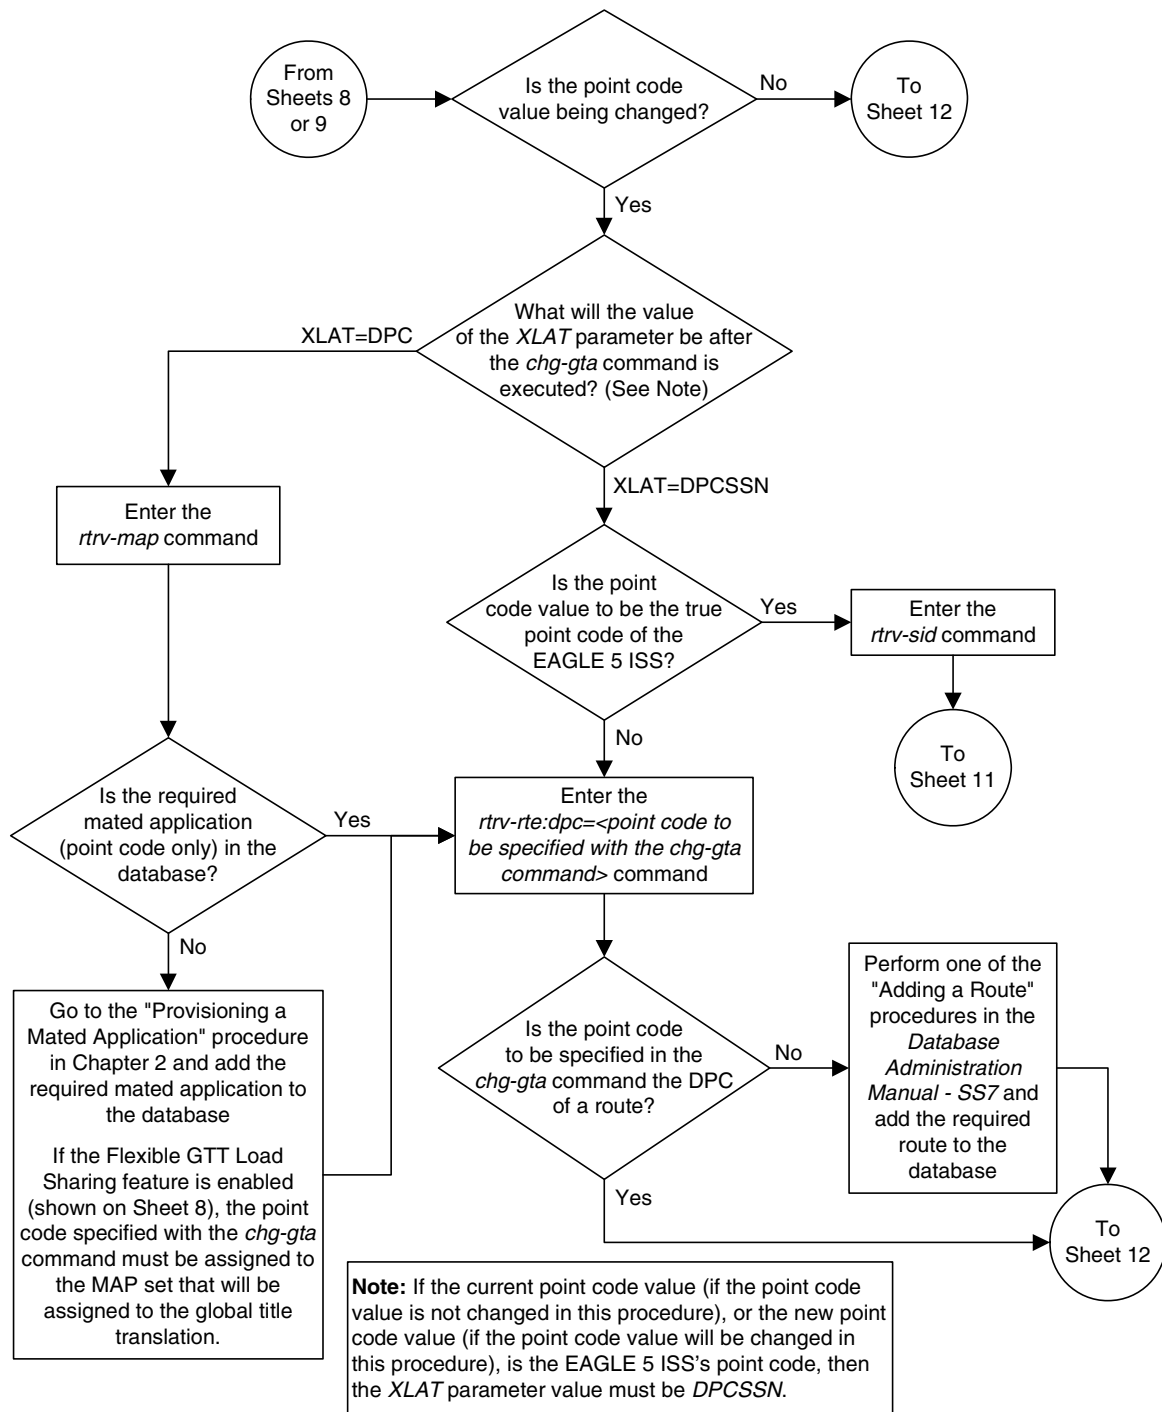 From
Sheets 8
or 9
Is the point code
value being changed?
No
To
Sheet 12
Yes
What will the value
of the XLAT parameter be after
the chg-gta command is
executed? (See Note)
XLAT=DPC
XLAT=DPCSSN
Enter the
rtrv-map command
Is the point
code value to be the true
point code of the
EAGLE 5 ISS?
Yes
Enter the
rtrv-sid command
To
Sheet 11
No
Is the required
mated application
(point code only) in the
database?
Yes
Enter the
rtrv-rte:dpc=<point code to
be specified with the chg-gta
command> command
No
Go to the "Provisioning a
Mated Application" procedure
in Chapter 2 and add the
required mated application to
the database
If the Flexible GTT Load
Sharing feature is enabled
(shown on Sheet 8), the point
code specified with the chg-gta
command must be assigned to
the MAP set that will be
assigned to the global title
translation.
Is the point code
to be specified in the
chg-gta command the DPC
of a route?
No
Perform one of the
"Adding a Route"
procedures in the
Database
Administration
Manual - SS7 and
add the required
route to the
database
Yes
To
Sheet 12
Note: If the current point code value (if the point code
value is not changed in this procedure), or the new point
code value (if the point code value will be changed in
this procedure), is the EAGLE 5 ISS's point code, then
the XLAT parameter value must be DPCSSN.